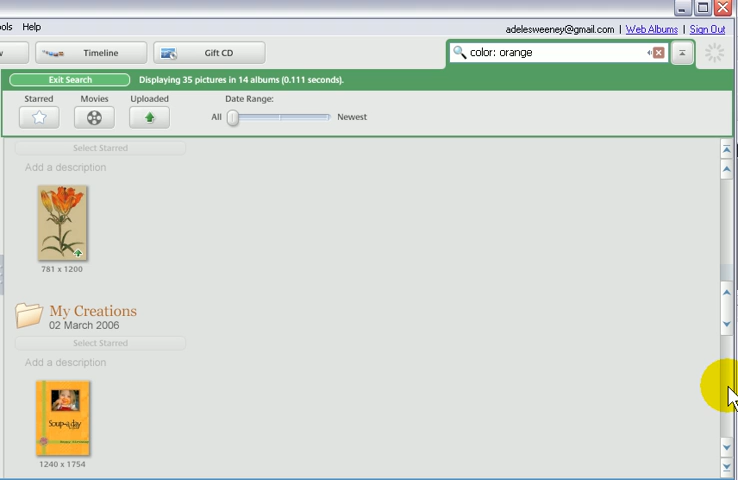 ols Help
adelesweeney@gmail.com | Web Albums | Sign Out
w Timeline Gift CD color: orange
Exit Search Displaying 35 pictures in 14 albums (0.111 seconds).
Starred Movies Uploaded Date Range:
All Newest
Select Starred
Add a description
781 x 1200
My Creations
02 March 2006
Select Starred
Add a description
Soup-a-day
1240 x 1754